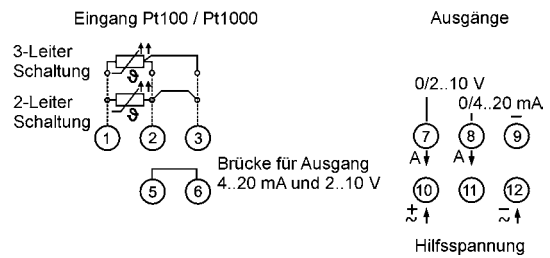 Eingang Pt100 / Pt1000
Ausgänge
3-Leiter
Schaltung
ϑ
2-Leiter
Schaltung
ϑ
0/2..10 V
0/4..20 mA
1 2 3
7 8 9
A A
Brücke für Ausgang
4..20 mA und 2..10 V
5 6
10 11 12
+ −
~ ~
Hilfsspannung